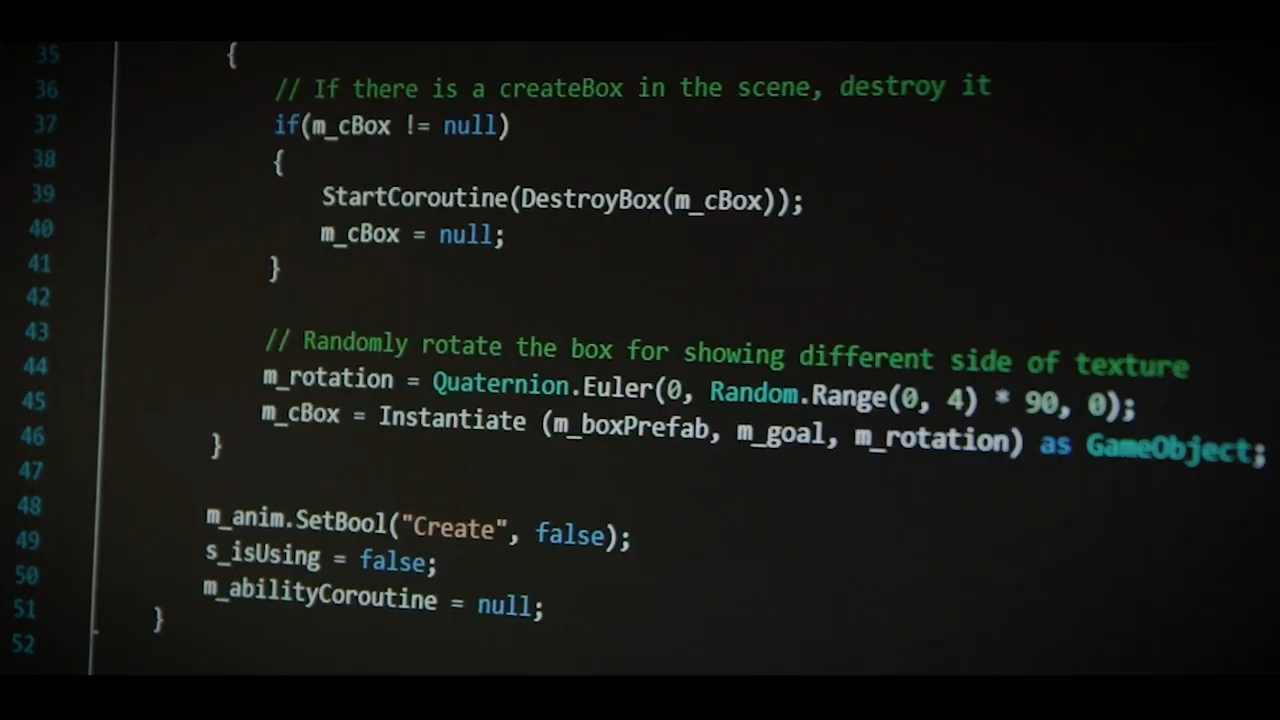 35 {
36 // If there is a createBox in the scene, destroy it
37 if(m_cBox != null)
38 {
39 StartCoroutine(DestroyBox(m_cBox));
40 m_cBox = null;
41 }
42
43 // Randomly rotate the box for showing different side of texture
44 m_rotation = Quaternion.Euler(0, Random.Range(0, 4) * 90, 0);
45 m_cBox = Instantiate (m_boxPrefab, m_goal, m_rotation) as GameObject;
46 }
47
48 m_anim.SetBool("Create", false);
49 s_isUsing = false;
50 m_abilityCoroutine = null;
51 }
52